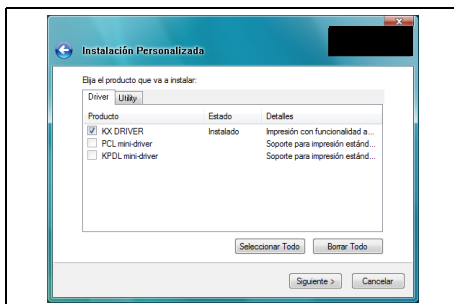 Instalación Personalizada
Elija el producto que va a instalar:
Driver Utility
Producto Estado Detalles
KX DRIVER Instalado Impresión con funcionalidad a...
PCL mini-driver Soporte para impresión estánd...
KPDL mini-driver Soporte para impresión estánd...
Seleccionar Todo Borrar Todo
Siguiente > Cancelar